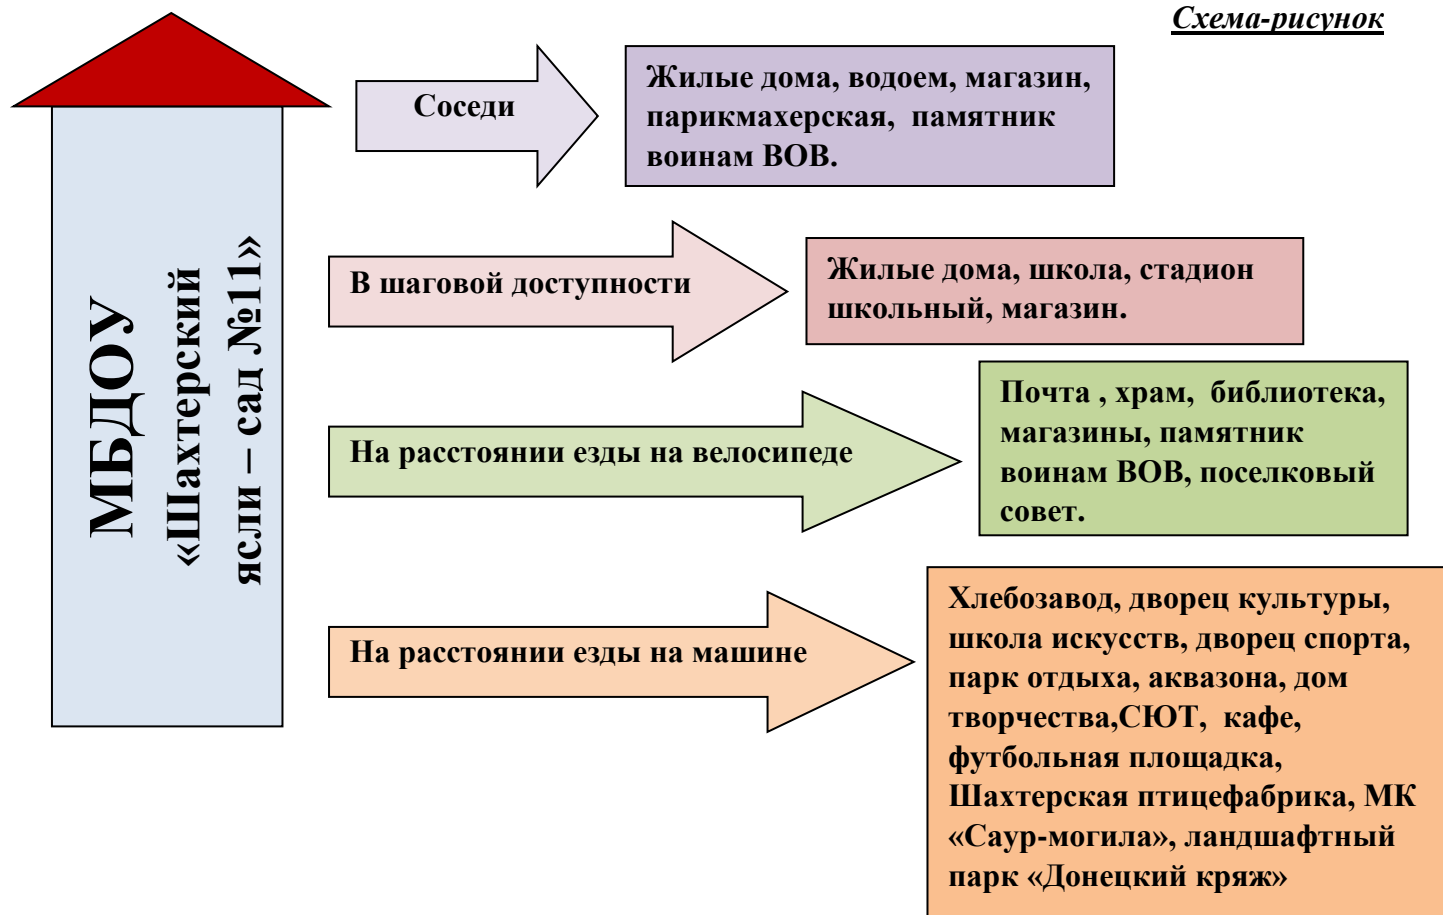 Схема-рисунок
МБДОУ
«Шахтерский
ясли – сад №11»
Соседи
Жилые дома, водоем, магазин,
парикмахерская, памятник
воинам ВОВ.
В шаговой доступности
Жилые дома, школа, стадион
школьный, магазин.
На расстоянии езды на велосипеде
Почта , храм, библиотека,
магазины, памятник
воинам ВОВ, поселковый
совет.
На расстоянии езды на машине
Хлебозавод, дворец культуры,
школа искусств, дворец спорта,
парк отдыха, аквазона, дом
творчества,СЮТ, кафе,
футбольная площадка,
Шахтерская птицефабрика, МК
«Саур-могила», ландшафтный
парк «Донецкий кряж»